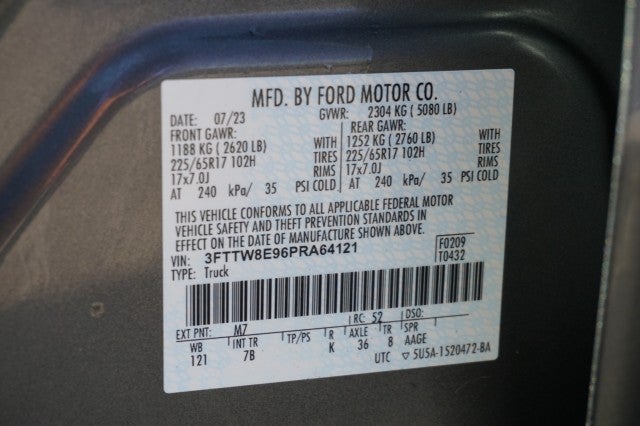 MFD. BY FORD MOTOR CO.
DATE: 07/23 GVWR: 2304 KG ( 5080 LB)
FRONT GAWR: REAR GAWR:
1188 KG ( 2620 LB) WITH 1252 KG ( 2760 LB) WITH
225/65R17 102H TIRES 225/65R17 102H TIRES
17x7.0J RIMS 17x7.0J RIMS
AT 240 kPa/ 35 PSI COLD AT 240 kPa/ 35 PSI COLD
THIS VEHICLE CONFORMS TO ALL APPLICABLE FEDERAL MOTOR
VEHICLE SAFETY AND THEFT PREVENTION STANDARDS IN
EFFECT ON THE DATE OF MANUFACTURE SHOWN ABOVE.
VIN: 3FTTW8E96PRA64121 F0209
TYPE: Truck T0432
EXT PNT: M7 RC: 52 DSO:
WB INT TR TP/PS R AXLE TR SPR
121 7B K 36 8 AAGE
UTC ▽ 5U5A-1520472-BA